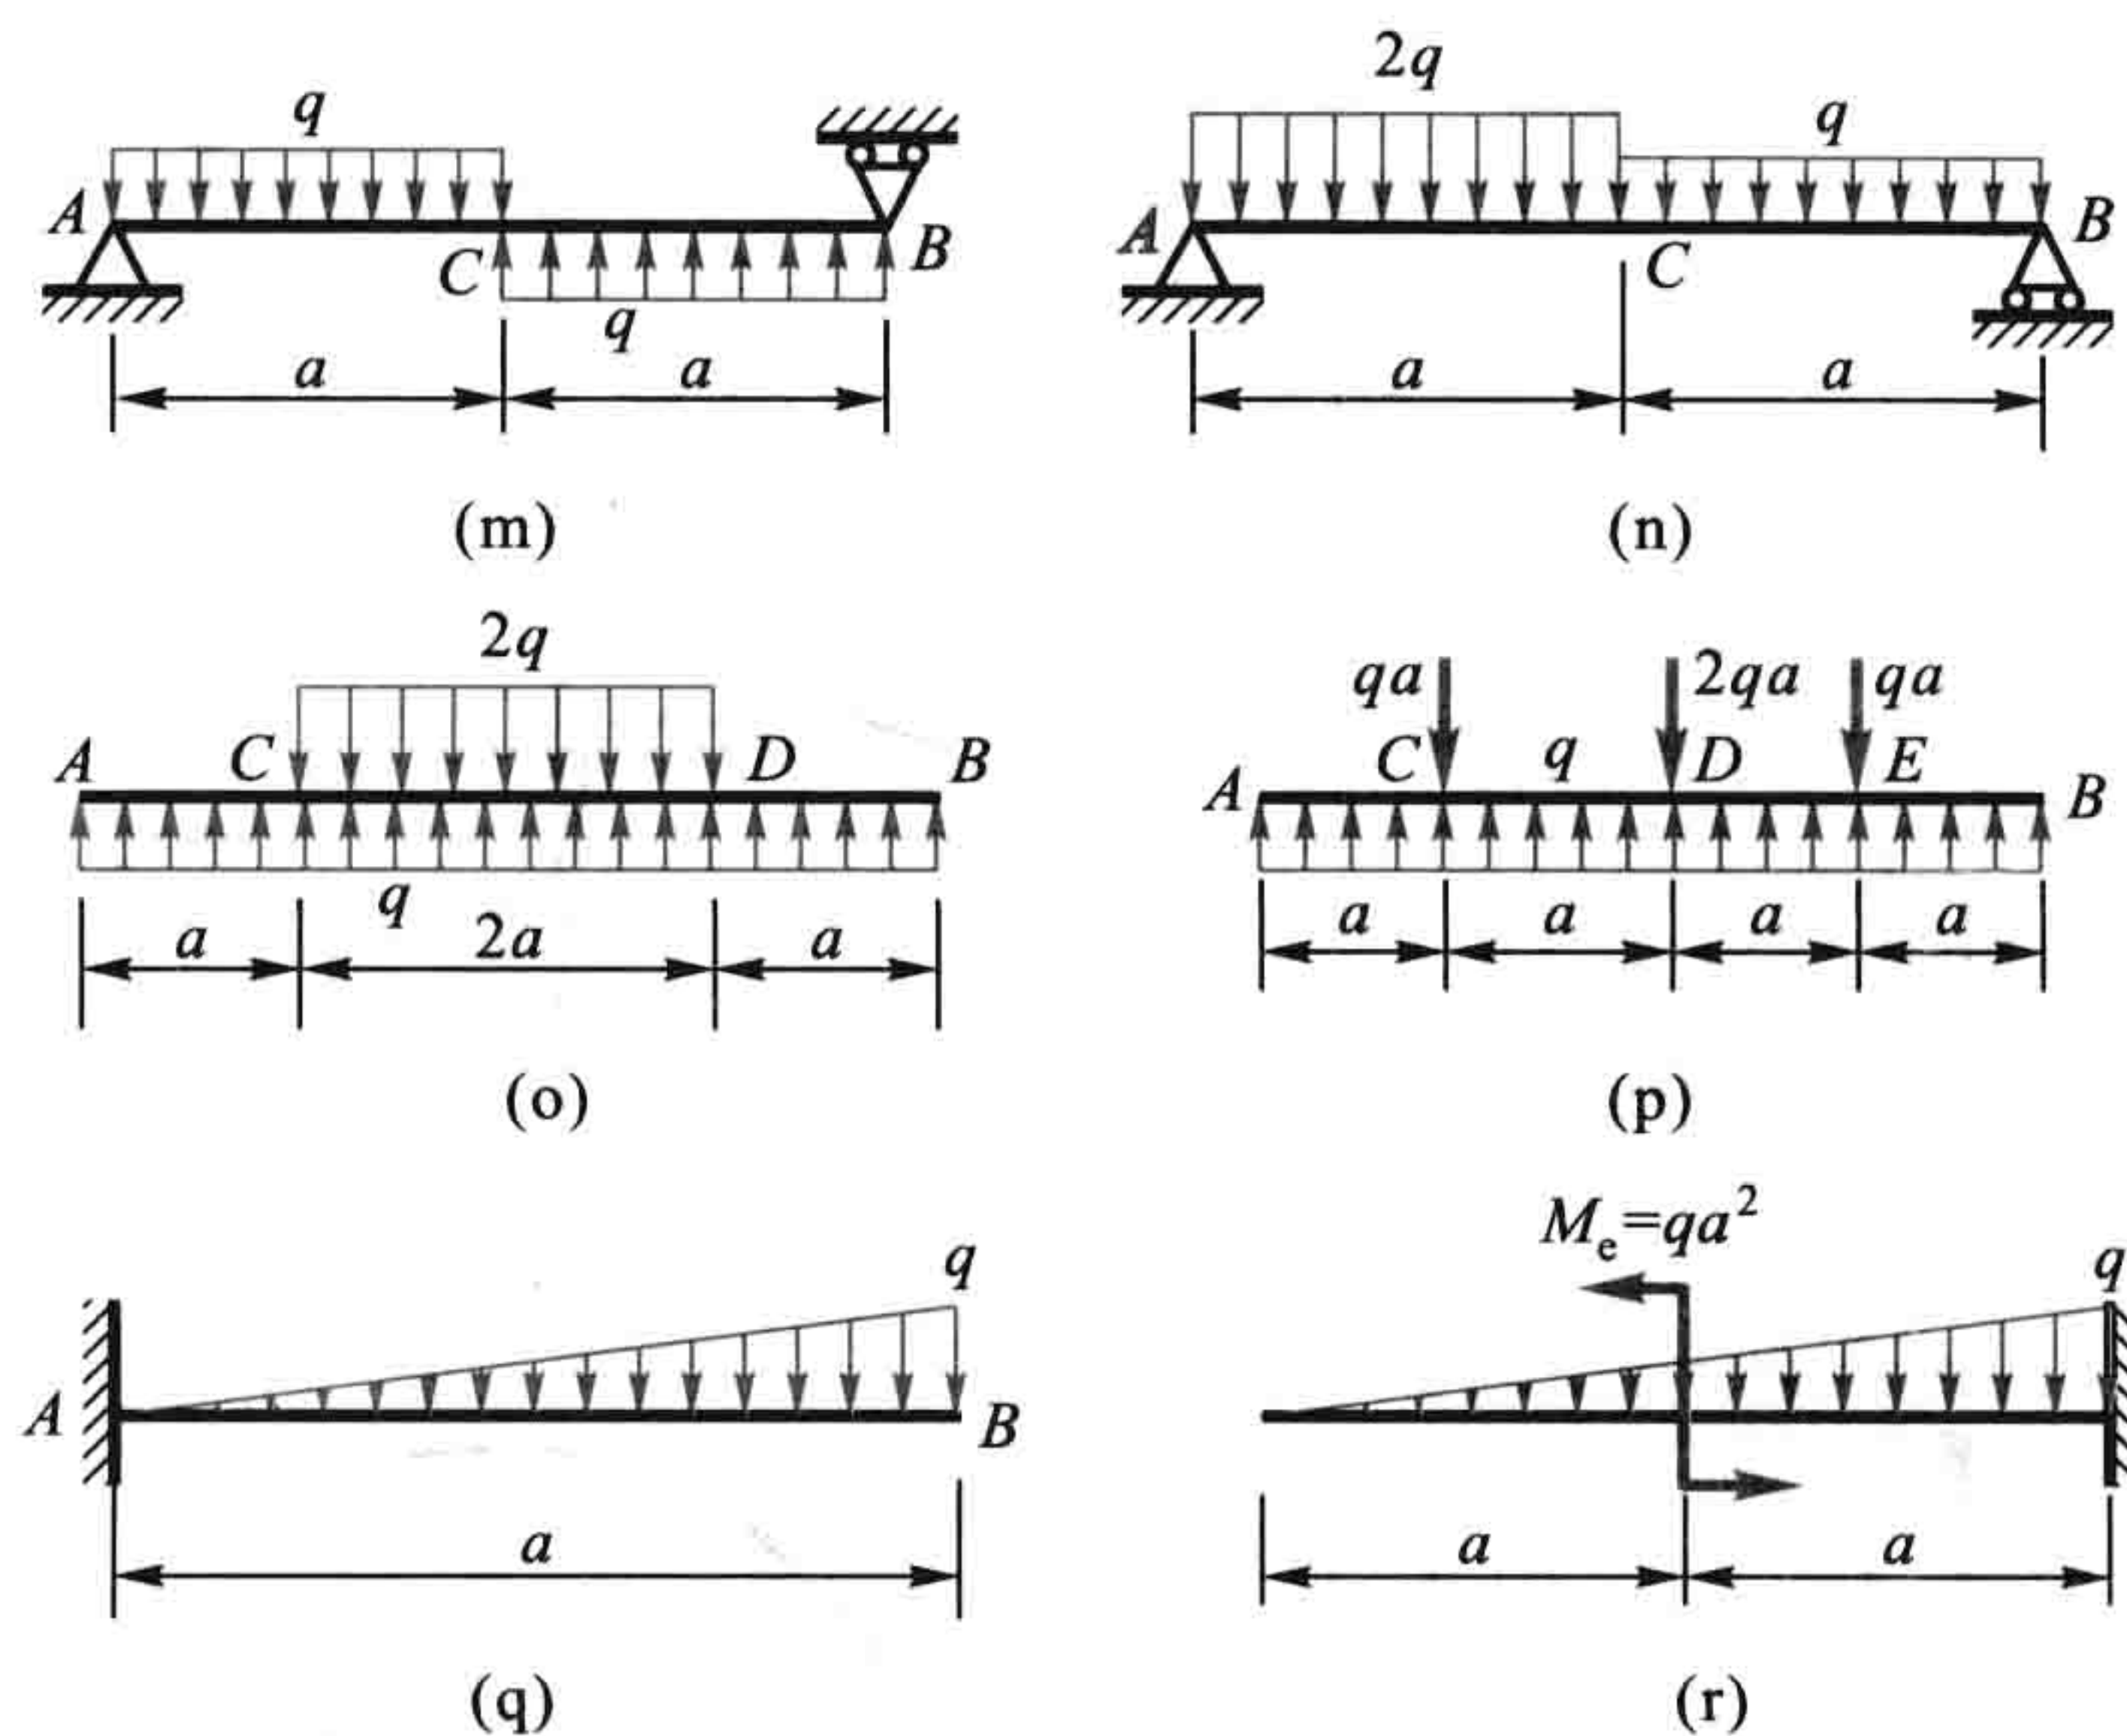 q
A
C
B
q
a a
(m)
2q
q
A
C
B
a a
(n)
2q
A C D B
q
a 2a a
(o)
qa 2qa qa
C q D E
A B
a a a a
(p)
q
A
B
a
(q)
Me=qa²
q
a a
(r)